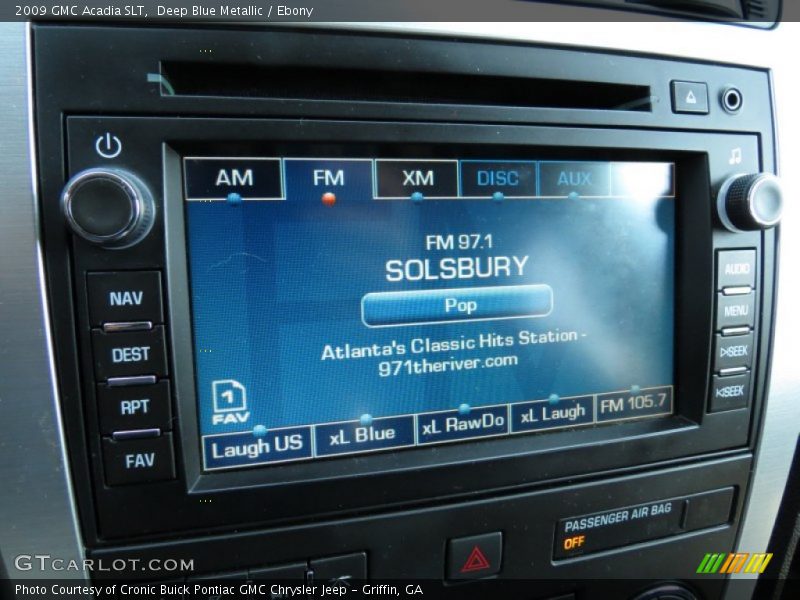 2009 GMC Acadia SLT, Deep Blue Metallic / Ebony
AM FM XM DISC AUX
FM 97.1
SOLSBURY
Pop
Atlanta's Classic Hits Station -
971theriver.com
1
FAV
Laugh US xL Blue xL RawDo xL Laugh FM 105.7
NAV
DEST
RPT
FAV
AUDIO
MENU
SEEK
SEEK
PASSENGER AIR BAG
OFF
GTCARLOT.COM
Photo Courtesy of Cronic Buick Pontiac GMC Chrysler Jeep - Griffin, GA